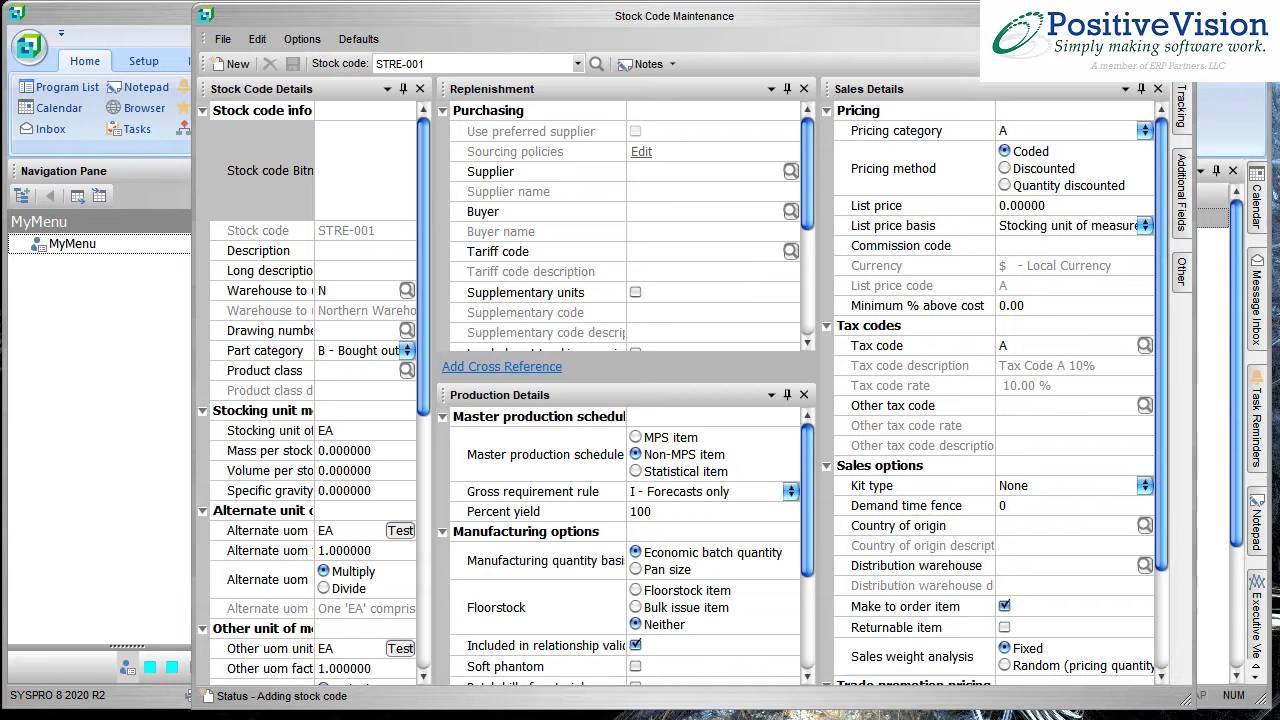 Stock Code Maintenance
PositiveVision
Simply making software work.
A member of ERP Partners, LLC
Home
Setup
Program List
Notepad
Calendar
Browser
Inbox
Tasks
Navigation Pane
MyMenu
MyMenu
SYSPRO 8 2020 R2
File Edit Options Defaults
New
Stock code: STRE-001
Notes
Stock Code Details
Stock code info
Stock code Bitm
Stock code STRE-001
Description
Long descriptio
Warehouse to u N
Warehouse to u Northern Wareho
Drawing numbe
Part category B - Bought out
Product class
Product class d
Stocking unit m
Stocking unit of EA
Mass per stock 0.000000
Volume per sto 0.000000
Specific gravity 0.000000
Alternate unit o
Alternate uom EA Test
Alternate uom 1.000000
Alternate uom Multiply
Divide
Alternate uom One 'EA' compris
Other unit of me
Other uom unit EA Test
Other uom fact 1.000000
Status - Adding stock code
Replenishment
Purchasing
Use preferred supplier
Sourcing policies Edit
Supplier
Supplier name
Buyer
Buyer name
Tariff code
Tariff code description
Supplementary units
Supplementary code
Supplementary code descrip
Add Cross Reference
Production Details
Master production schedul
MPS item
Master production schedule Non-MPS item
Statistical item
Gross requirement rule I - Forecasts only
Percent yield 100
Manufacturing options
Economic batch quantity
Manufacturing quantity basi
Pan size
Floorstock item
Floorstock Bulk issue item
Neither
Included in relationship valid
Soft phantom
Sales Details
Pricing
Pricing category A
Coded
Pricing method Discounted
Quantity discounted
List price 0.00000
List price basis Stocking unit of measure
Commission code
Currency $ - Local Currency
List price code A
Minimum % above cost 0.00
Tax codes
Tax code A
Tax code description Tax Code A 10%
Tax code rate 10.00 %
Other tax code
Other tax code rate
Other tax code descriptio
Sales options
Kit type None
Demand time fence 0
Country of origin
Country of origin descript
Distribution warehouse
Distribution warehouse d
Make to order item
Returnable item
Sales weight analysis Fixed
Random (pricing quantity
Trade promotion pricing
Tracking
Additional Fields
Other
Calendar
Message Inbox
Task Reminders
Notepad
Executive Vie
AP NUM